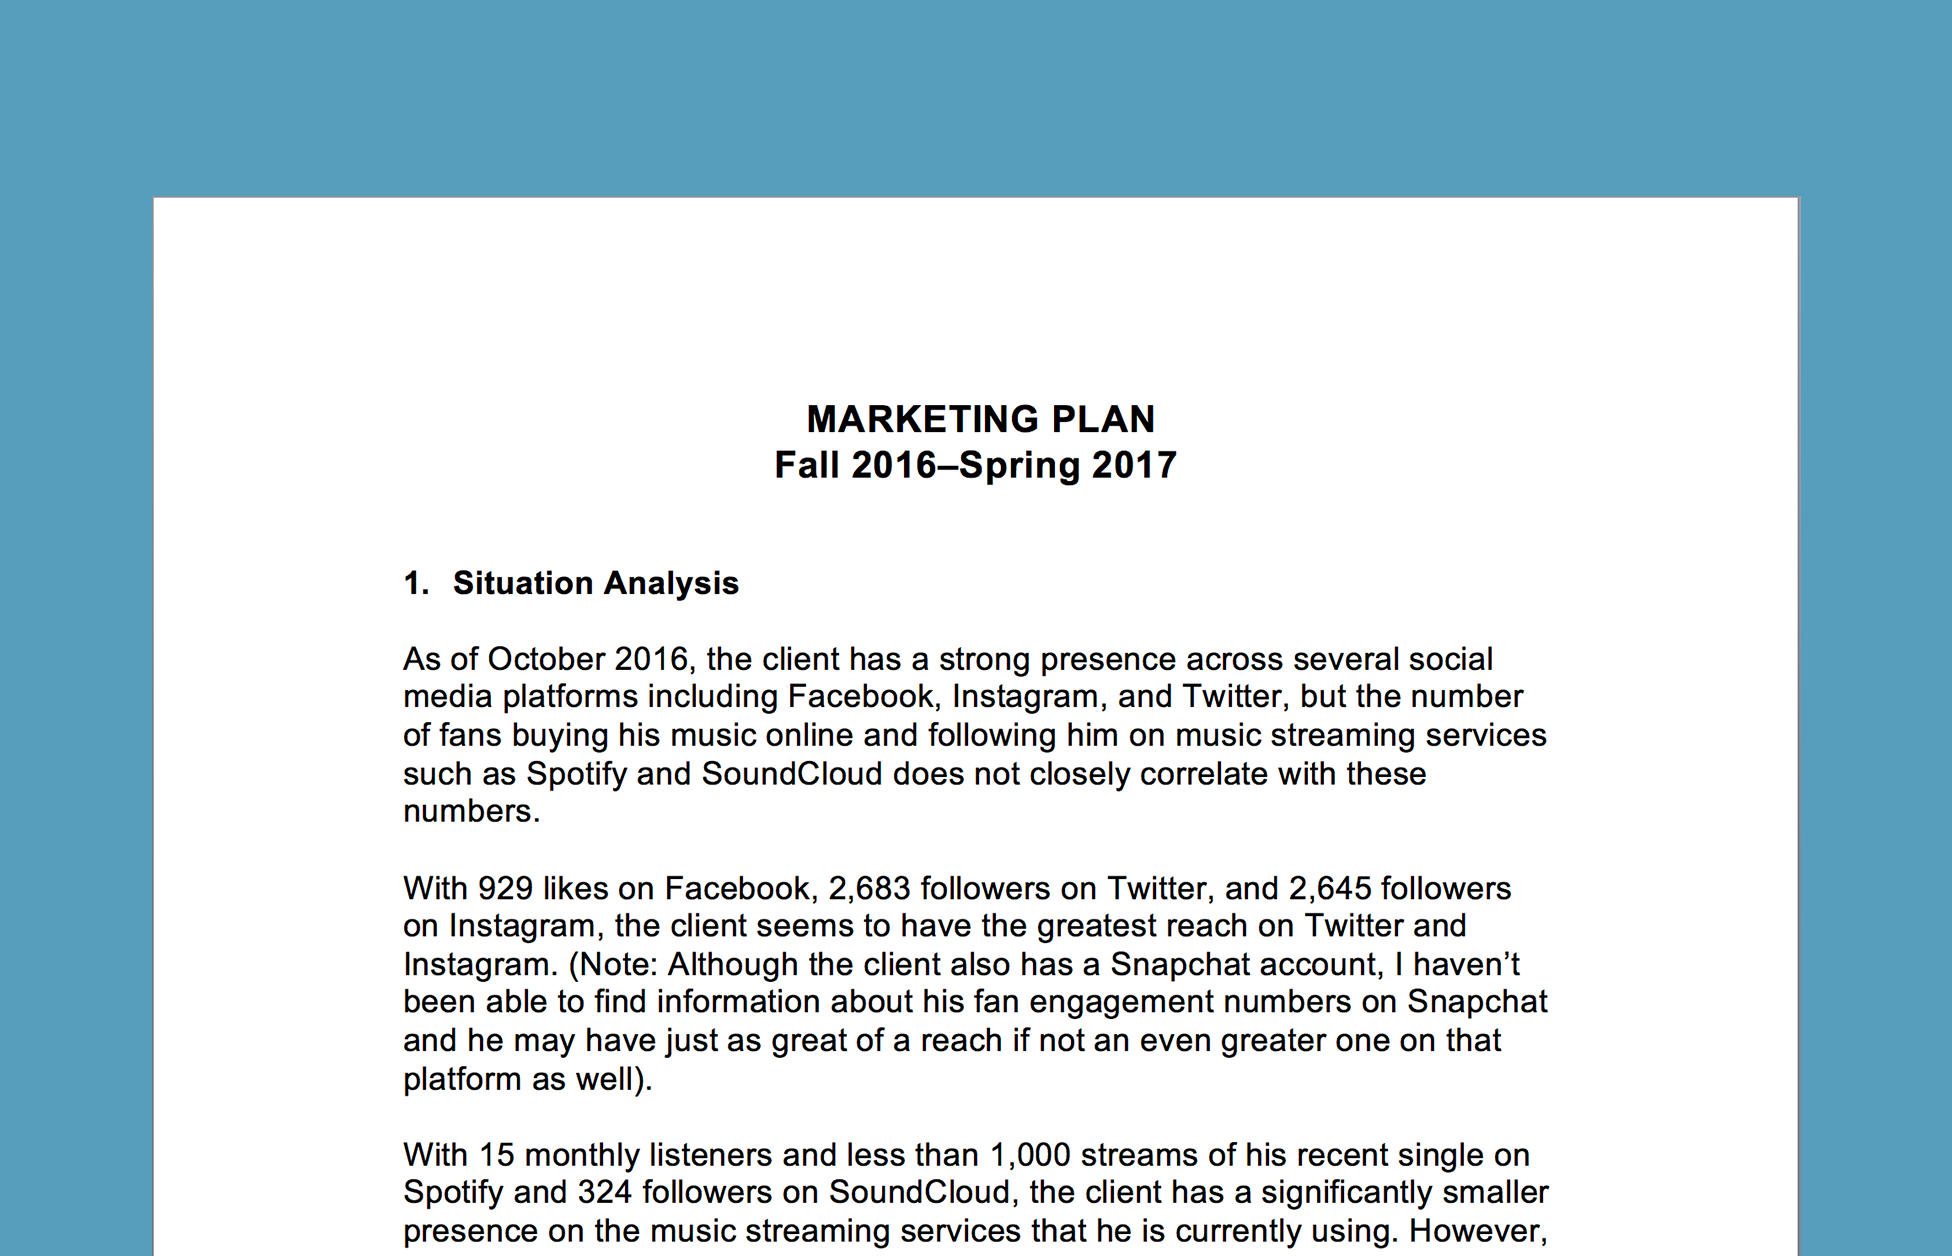 MARKETING PLAN
Fall 2016–Spring 2017
1. Situation Analysis
As of October 2016, the client has a strong presence across several social
media platforms including Facebook, Instagram, and Twitter, but the number
of fans buying his music online and following him on music streaming services
such as Spotify and SoundCloud does not closely correlate with these
numbers.
With 929 likes on Facebook, 2,683 followers on Twitter, and 2,645 followers
on Instagram, the client seems to have the greatest reach on Twitter and
Instagram. (Note: Although the client also has a Snapchat account, I haven’t
been able to find information about his fan engagement numbers on Snapchat
and he may have just as great of a reach if not an even greater one on that
platform as well).
With 15 monthly listeners and less than 1,000 streams of his recent single on
Spotify and 324 followers on SoundCloud, the client has a significantly smaller
presence on the music streaming services that he is currently using. However,